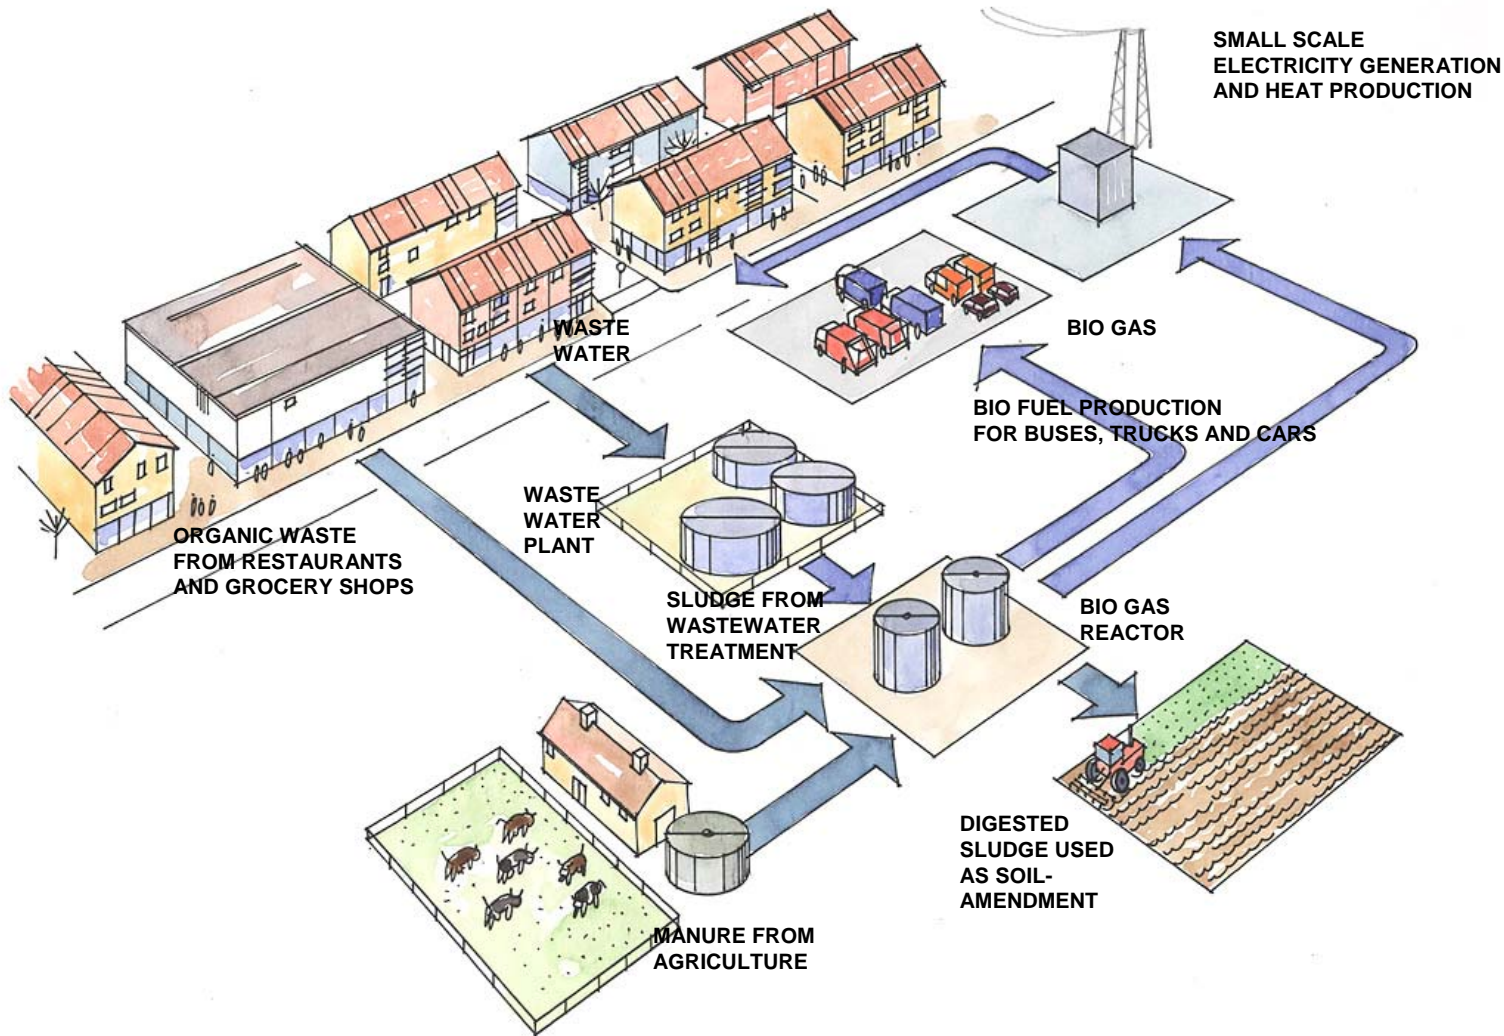 SMALL SCALE
ELECTRICITY GENERATION
AND HEAT PRODUCTION
WASTE
WATER
BIO GAS
BIO FUEL PRODUCTION
FOR BUSES, TRUCKS AND CARS
WASTE
WATER
PLANT
ORGANIC WASTE
FROM RESTAURANTS
AND GROCERY SHOPS
SLUDGE FROM
WASTEWATER
TREATMENT
BIO GAS
REACTOR
DIGESTED
SLUDGE USED
AS SOIL-
AMENDMENT
MANURE FROM
AGRICULTURE